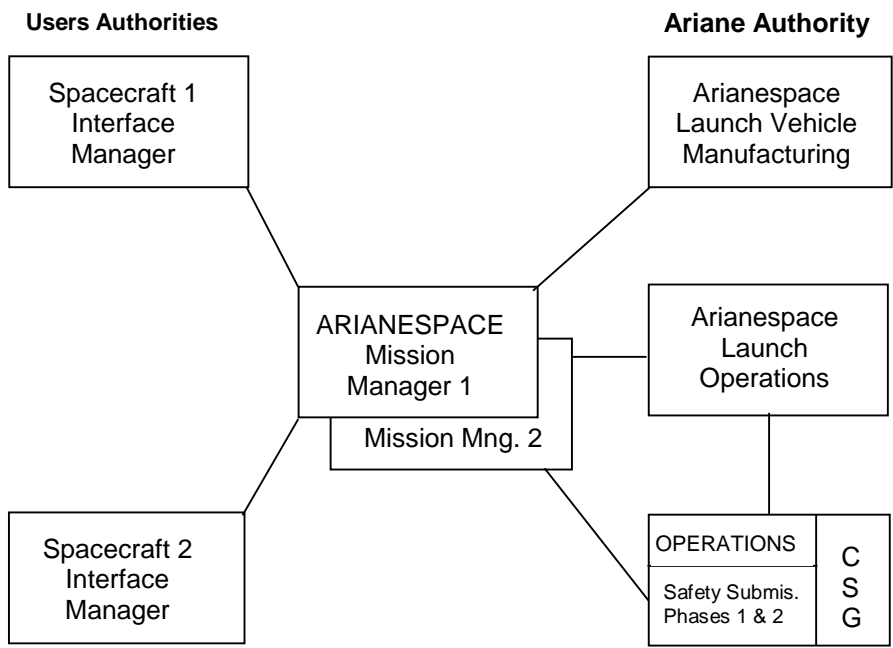 Users Authorities
Ariane Authority
Spacecraft 1
Interface
Manager
Arianespace
Launch Vehicle
Manufacturing
ARIANESPACE
Mission
Manager 1
Mission Mng. 2
Arianespace
Launch
Operations
Spacecraft 2
Interface
Manager
OPERATIONS
Safety Submis.
Phases 1 & 2
C
S
G